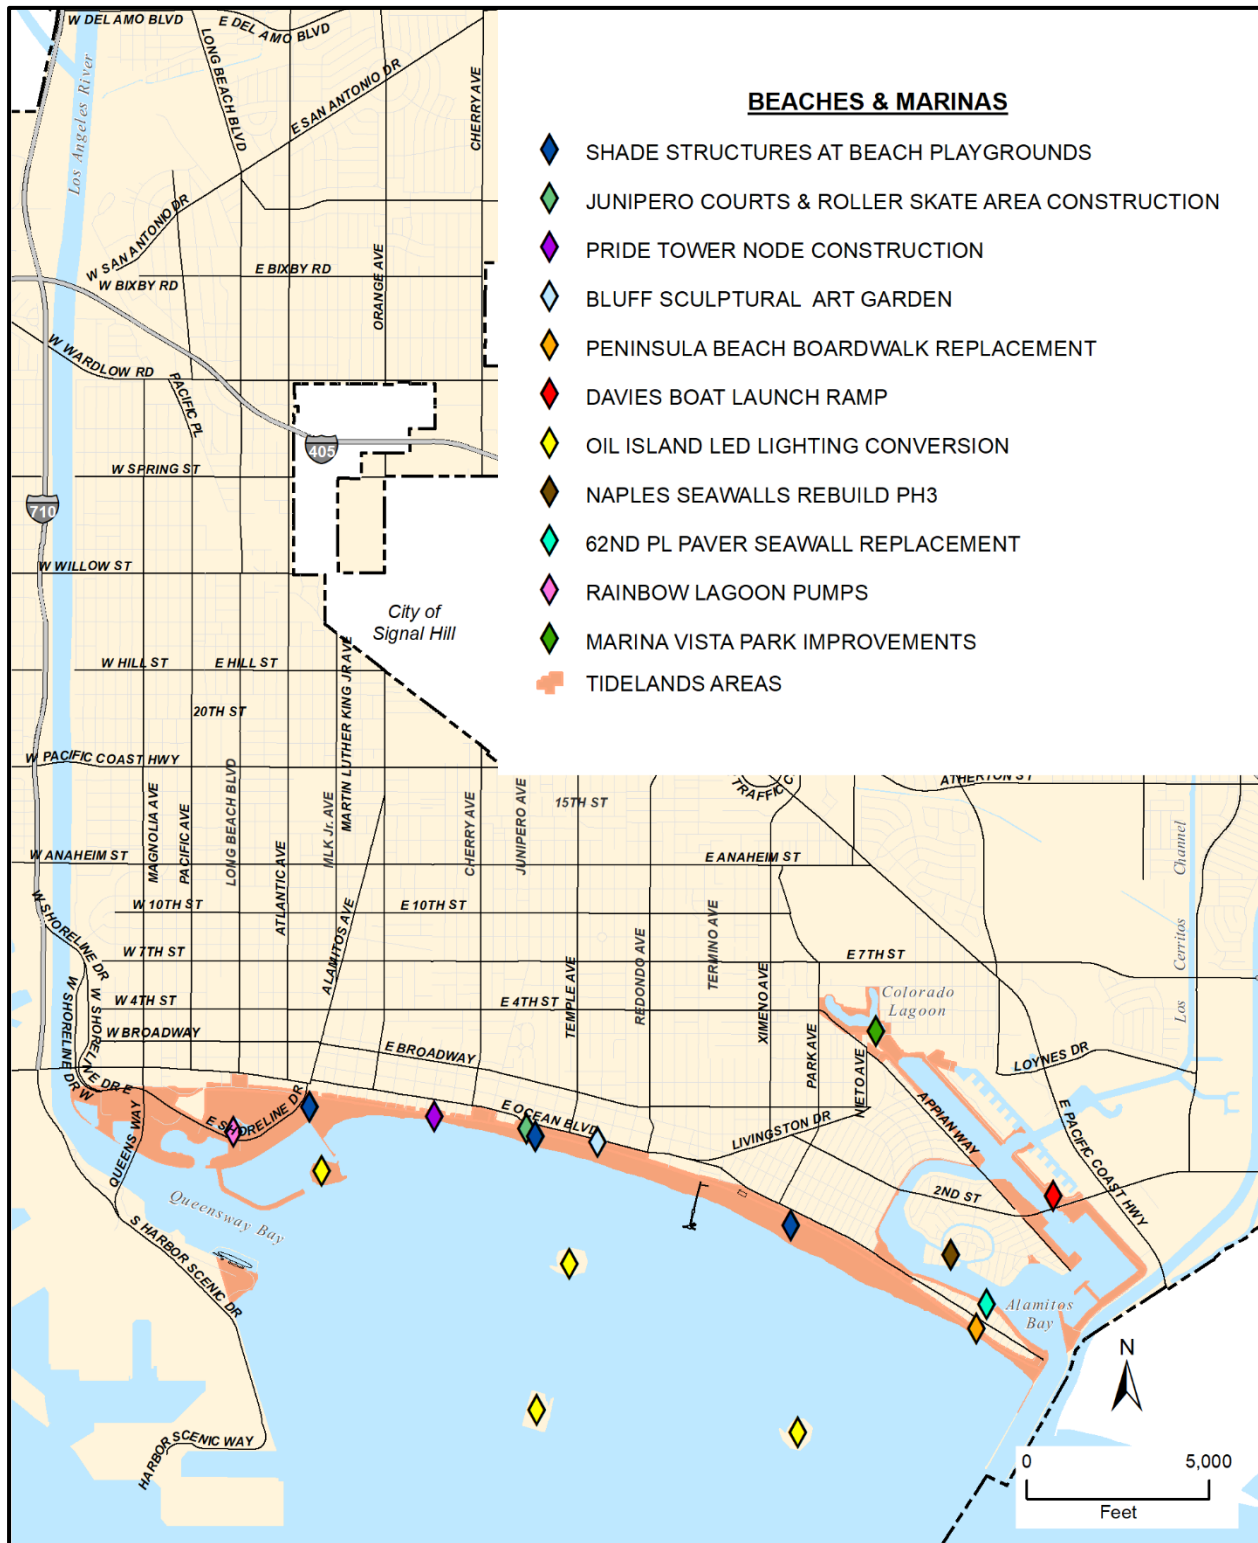 W DEL AMO BLVD
E DEL AMO BLVD
Los Angeles River
LONG BEACH BLVD
E SAN ANTONIO DR
CHERRY AVE
BEACHES & MARINAS
SHADE STRUCTURES AT BEACH PLAYGROUNDS
JUNIPERO COURTS & ROLLER SKATE AREA CONSTRUCTION
PRIDE TOWER NODE CONSTRUCTION
BLUFF SCULPTURAL ART GARDEN
PENINSULA BEACH BOARDWALK REPLACEMENT
DAVIES BOAT LAUNCH RAMP
OIL ISLAND LED LIGHTING CONVERSION
NAPLES SEAWALLS REBUILD PH3
62ND PL PAVER SEAWALL REPLACEMENT
RAINBOW LAGOON PUMPS
MARINA VISTA PARK IMPROVEMENTS
TIDELANDS AREAS
W SAN ANTONIO DR
W BIXBY RD
E BIXBY RD
ORANGE AVE
W WARDLOW RD
PACIFIC PL
405
W SPRING ST
710
W WILLOW ST
City of
Signal Hill
W HILL ST
E HILL ST
MARTIN LUTHER KING JR AVE
20TH ST
W PACIFIC COAST HWY
MAGNOLIA AVE
PACIFIC AVE
LONG BEACH BLVD
MLK Jr. AVE
CHERRY AVE
JUNIPERO AVE
15TH ST
TRAFFIC C
ATHERTON ST
Los Cerritos Channel
W ANAHEIM ST
E ANAHEIM ST
ATLANTIC AVE
ALAMITOS AVE
W 10TH ST
E 10TH ST
W SHORELINE DR
W 7TH ST
E 7TH ST
TEMPLE AVE
REDONDO AVE
TERMINO AVE
XIMENO AVE
PARK AVE
NIETO AVE
W SHORELINE DR W
W SHORELINE DR E
W 4TH ST
E 4TH ST
Colorado
Lagoon
W BROADWAY
E BROADWAY
LOYNES DR
E SHORELINE DR
E OCEAN BLVD
LIVINGSTON DR
APPIAN WAY
E PACIFIC COAST HWY
QUEENS WAY
2ND ST
Queensway Bay
S HARBOR SCENIC DR
Alamitos
Bay
HARBOR SCENIC WAY
N
0 5,000
Feet